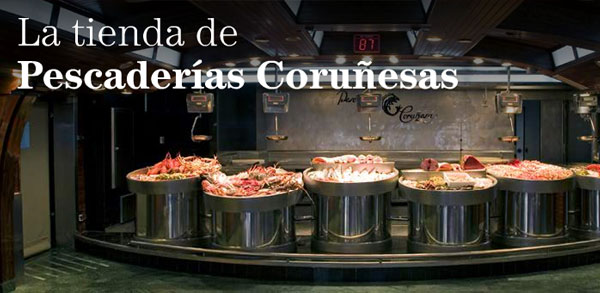 La tienda de
Pescaderías Coruñesas
87